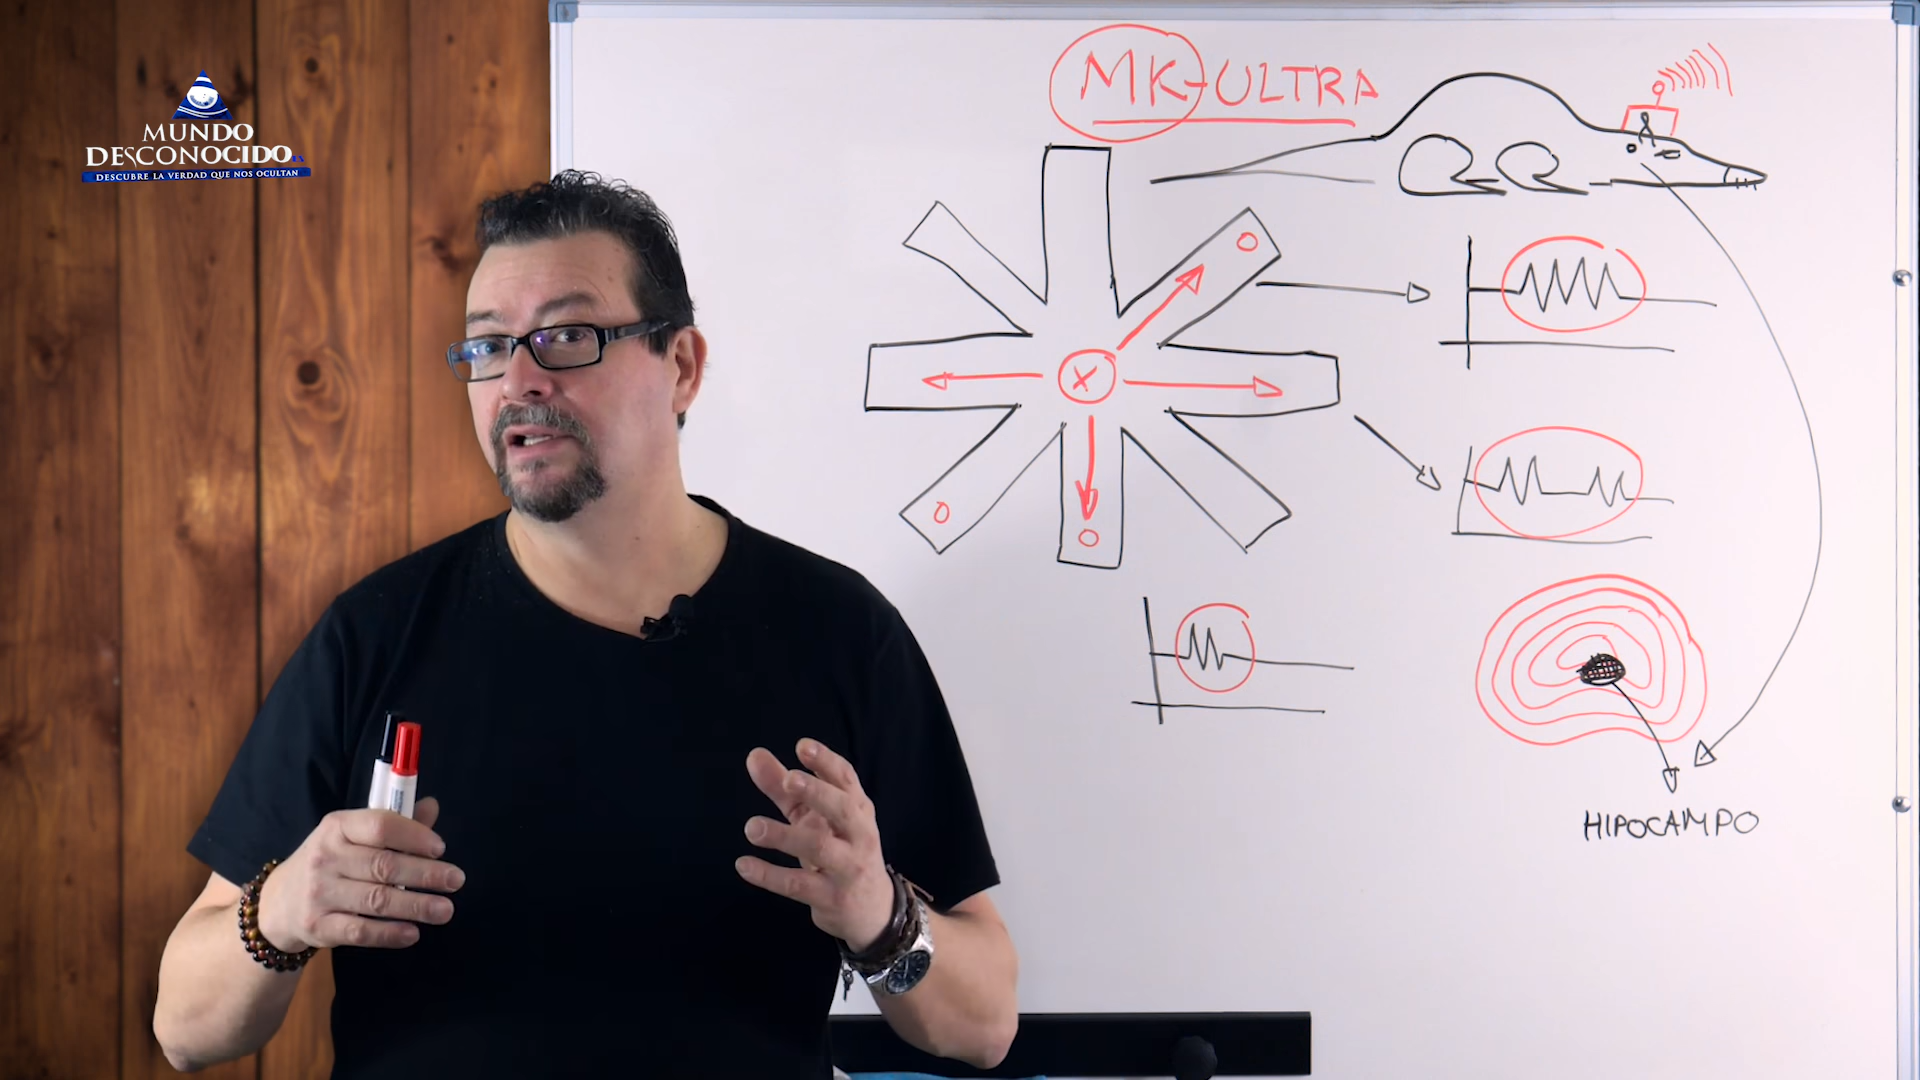 MUNDO
DESCONOCIDO
DESCUBRE LA VERDAD QUE NOS OCULTAN
MK-ULTRA
X
HIPOCAMPO